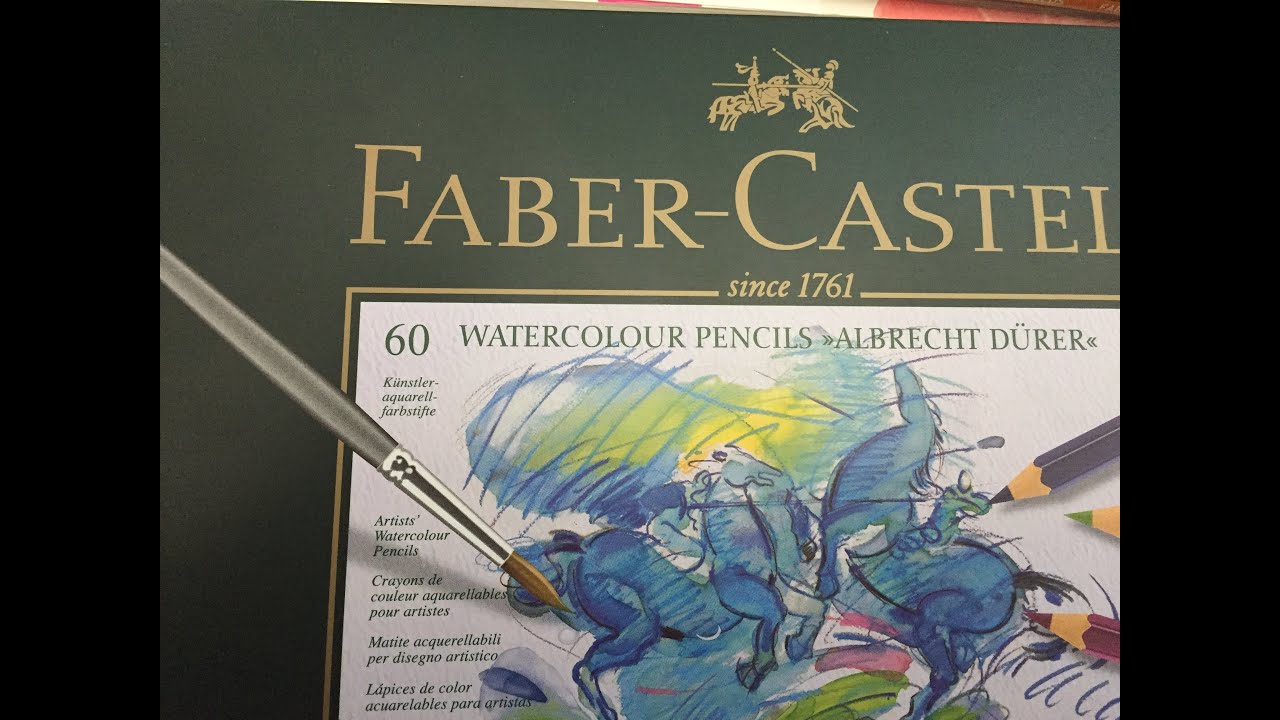 FABER-CASTEL
since 1761
60 WATERCOLOUR PENCILS »ALBRECHT DÜRER«
Künstler-
aquarell-
farbstifte
Artists'
Watercolour
Pencils
Crayons de
couleur aquarellables
pour artistes
Matite acquerellabili
per disegno artistico
Lápices de color
acuarelables para artistas